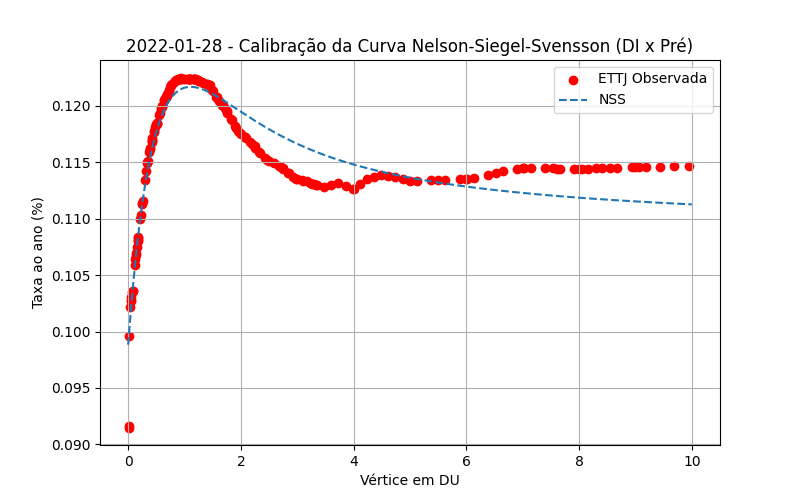 2022-01-28 - Calibração da Curva Nelson-Siegel-Svensson (DI x Pré)
ETTJ Observada
NSS
Taxa ao ano (%)
0.120
0.115
0.110
0.105
0.100
0.095
0.090
0 2 4 6 8 10
Vértice em DU